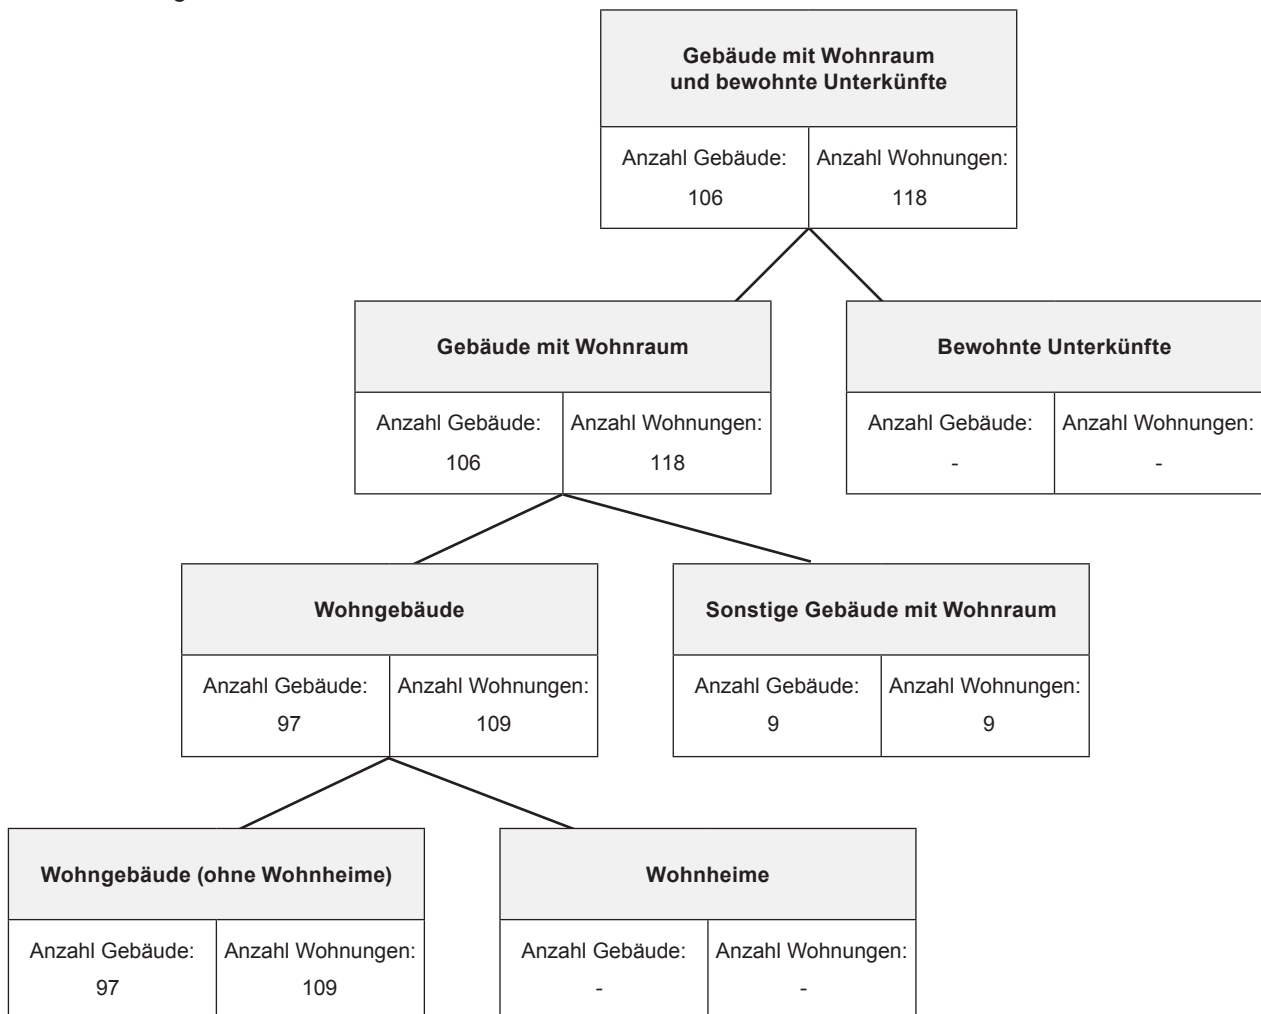 Gebäude mit Wohnraum
und bewohnte Unterkünfte
Anzahl Gebäude: Anzahl Wohnungen:
106 118
Gebäude mit Wohnraum
Bewohnte Unterkünfte
Anzahl Gebäude: Anzahl Wohnungen:
106 118
Anzahl Gebäude: Anzahl Wohnungen:
- -
Wohngebäude
Sonstige Gebäude mit Wohnraum
Anzahl Gebäude: Anzahl Wohnungen:
97 109
Anzahl Gebäude: Anzahl Wohnungen:
9 9
Wohngebäude (ohne Wohnheime)
Wohnheime
Anzahl Gebäude: Anzahl Wohnungen:
97 109
Anzahl Gebäude: Anzahl Wohnungen:
- -